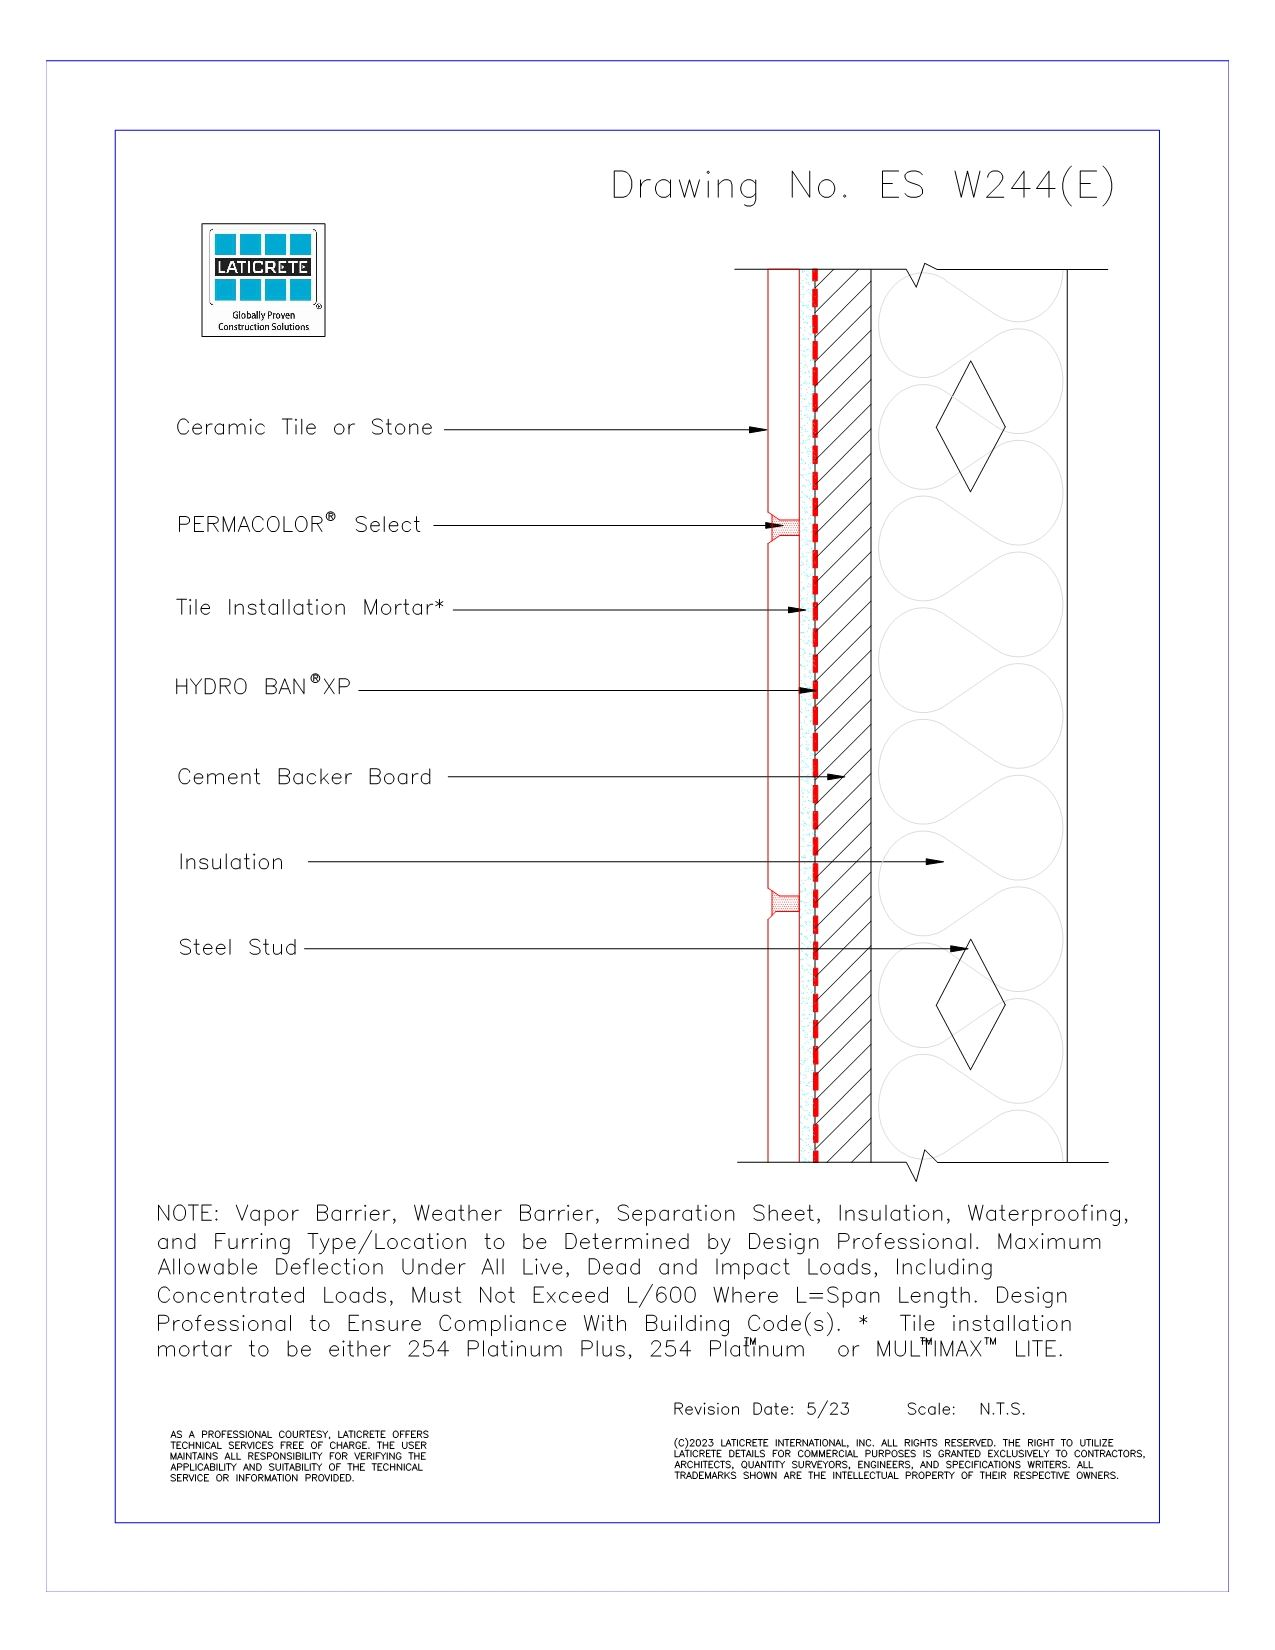 Drawing No. ES W244(E)
LATICRETE
®
Globally Proven
Construction Solutions
Ceramic Tile or Stone
PERMACOLOR® Select
Tile Installation Mortar*
HYDRO BAN®XP
Cement Backer Board
Insulation
Steel Stud
NOTE: Vapor Barrier, Weather Barrier, Separation Sheet, Insulation, Waterproofing,
and Furring Type/Location to be Determined by Design Professional. Maximum
Allowable Deflection Under All Live, Dead and Impact Loads, Including
Concentrated Loads, Must Not Exceed L/600 Where L=Span Length. Design
Professional to Ensure Compliance With Building Code(s). * Tile installation
mortar to be either 254 Platinum Plus, 254 Platinum™ or MULTIMAX™ LITE.
Revision Date: 5/23 Scale: N.T.S.
AS A PROFESSIONAL COURTESY, LATICRETE OFFERS
TECHNICAL SERVICES FREE OF CHARGE. THE USER
MAINTAINS ALL RESPONSIBILITY FOR VERIFYING THE
APPLICABILITY AND SUITABILITY OF THE TECHNICAL
SERVICE OR INFORMATION PROVIDED.
(C)2023 LATICRETE INTERNATIONAL, INC. ALL RIGHTS RESERVED. THE RIGHT TO UTILIZE
LATICRETE DETAILS FOR COMMERCIAL PURPOSES IS GRANTED EXCLUSIVELY TO CONTRACTORS,
ARCHITECTS, QUANTITY SURVEYORS, ENGINEERS, AND SPECIFICATIONS WRITERS. ALL
TRADEMARKS SHOWN ARE THE INTELLECTUAL PROPERTY OF THEIR RESPECTIVE OWNERS.